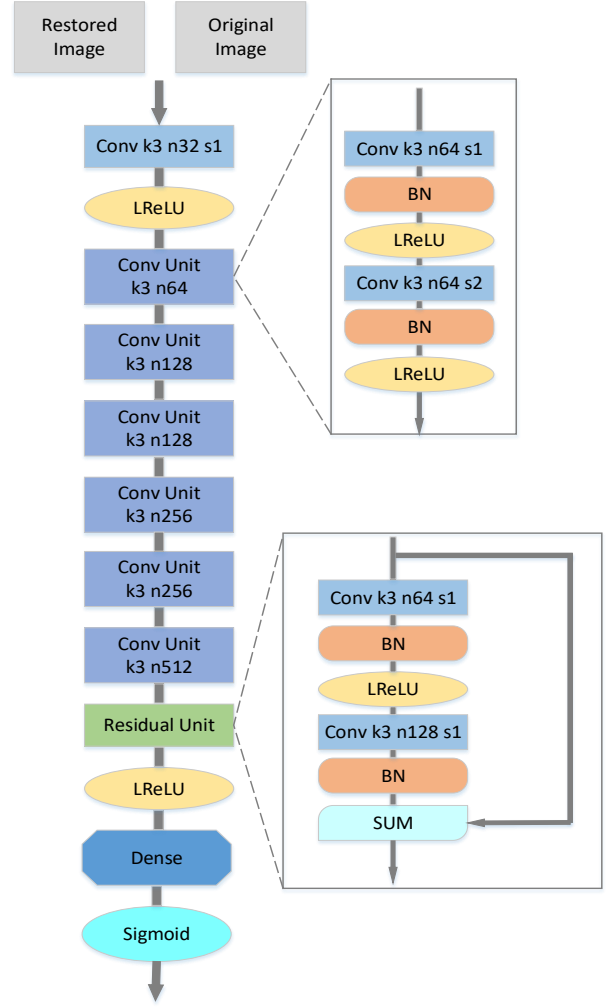 Restored
Image
Original
Image
Conv k3 n32 s1
LReLU
Conv Unit
k3 n64
Conv Unit
k3 n128
Conv Unit
k3 n128
Conv Unit
k3 n256
Conv Unit
k3 n256
Conv Unit
k3 n512
Residual Unit
LReLU
Dense
Sigmoid
Conv k3 n64 s1
BN
LReLU
Conv k3 n64 s2
BN
LReLU
Conv k3 n64 s1
BN
LReLU
Conv k3 n128 s1
BN
SUM